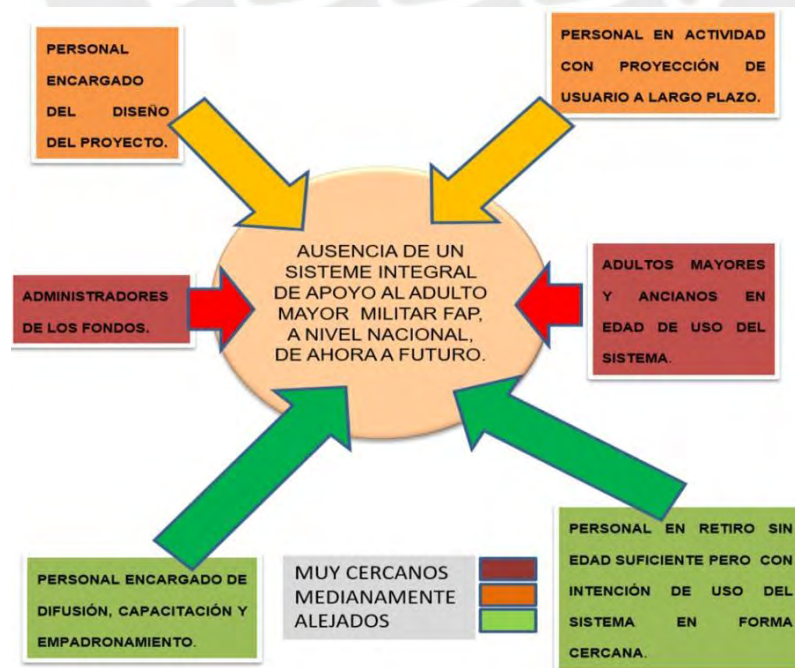 PERSONAL
ENCARGADO
DEL DISEÑO
DEL PROYECTO.
PERSONAL EN ACTIVIDAD
CON PROYECCIÓN DE
USUARIO A LARGO PLAZO.
AUSENCIA DE UN
SISTEME INTEGRAL
DE APOYO AL ADULTO
MAYOR MILITAR FAP,
A NIVEL NACIONAL,
DE AHORA A FUTURO.
ADMINISTRADORES
DE LOS FONDOS.
ADULTOS MAYORES
Y ANCIANOS EN
EDAD DE USO DEL
SISTEMA.
PERSONAL ENCARGADO DE
DIFUSIÓN, CAPACITACIÓN Y
EMPADRONAMIENTO.
MUY CERCANOS
MEDIANAMENTE
ALEJADOS
PERSONAL EN RETIRO SIN
EDAD SUFICIENTE PERO CON
INTENCIÓN DE USO DEL
SISTEMA EN FORMA
CERCANA.